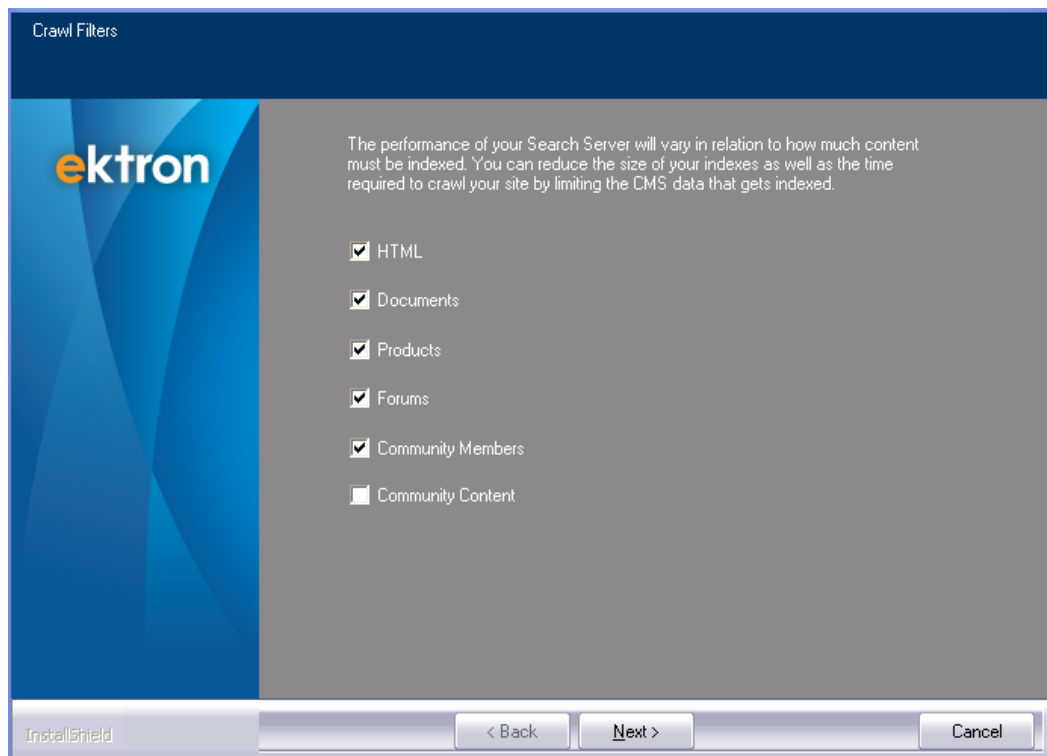 Crawl Filters
ektron
The performance of your Search Server will vary in relation to how much content
must be indexed. You can reduce the size of your indexes as well as the time
required to crawl your site by limiting the CMS data that gets indexed.
HTML
Documents
Products
Forums
Community Members
Community Content
InstallShield
< Back
Next >
Cancel